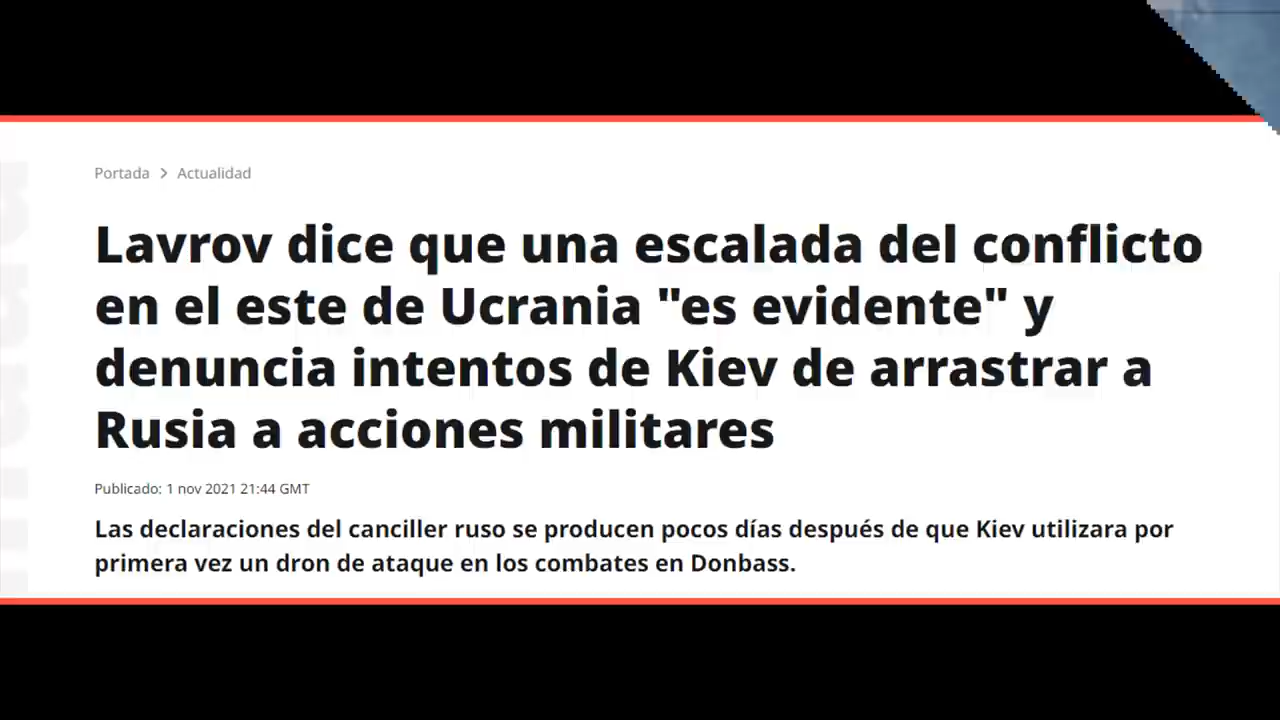 Portada > Actualidad
Lavrov dice que una escalada del conflicto
en el este de Ucrania "es evidente" y
denuncia intentos de Kiev de arrastrar a
Rusia a acciones militares
Publicado: 1 nov 2021 21:44 GMT
Las declaraciones del canciller ruso se producen pocos días después de que Kiev utilizara por
primera vez un dron de ataque en los combates en Donbass.